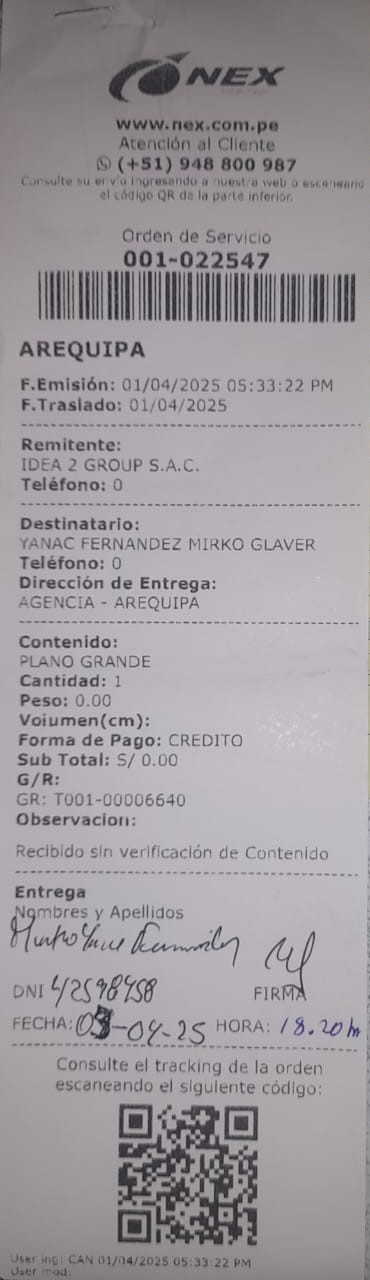 NEX
www.nex.com.pe
Atención al Cliente
(+51) 948 800 987
Consulte su envío ingresando a nuestra web o escaneand
el código QR de la parte inferior.
Orden de Servicio
001-022547
AREQUIPA
F.Emisión: 01/04/2025 05:33:22 PM
F.Traslado: 01/04/2025
Remitente:
IDEA 2 GROUP S.A.C.
Teléfono: 0
Destinatario:
YANAC FERNANDEZ MIRKO GLAVER
Teléfono: 0
Dirección de Entrega:
AGENCIA - AREQUIPA
Contenido:
PLANO GRANDE
Cantidad: 1
Peso: 0.00
Volumen(cm):
Forma de Pago: CREDITO
Sub Total: S/ 0.00
G/R:
GR: T001-00006640
Observacion:
Recibido sin verificación de Contenido
Entrega
Nombres y Apellidos
DNI 42598458 FIRMA
FECHA: 03-04-25 HORA: 18.20 h
Consulte el tracking de la orden
escaneando el siguiente código:
User ing: CAN 01/04/2025 05:33:22 PM
User mod: